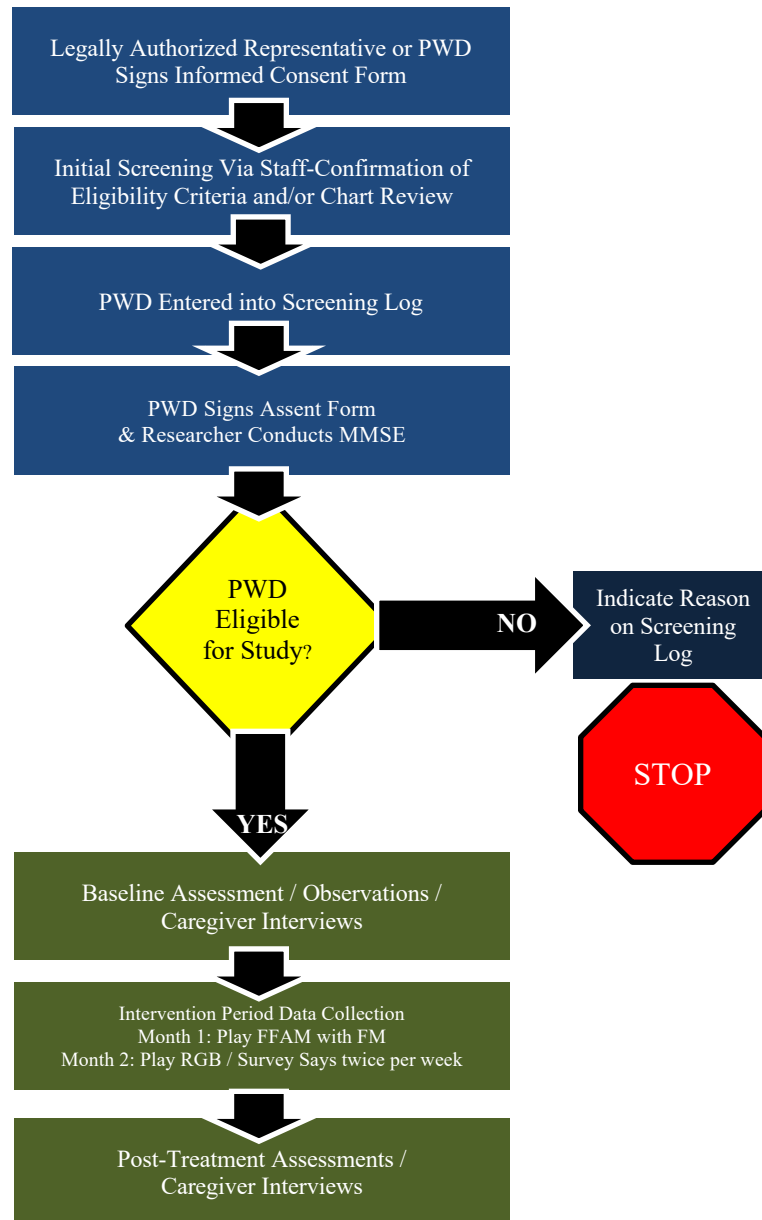 Legally Authorized Representative or PWD
Signs Informed Consent Form
Initial Screening Via Staff-Confirmation of
Eligibility Criteria and/or Chart Review
PWD Entered into Screening Log
PWD Signs Assent Form
& Researcher Conducts MMSE
PWD
Eligible
for Study?
NO
Indicate Reason
on Screening
Log
STOP
YES
Baseline Assessment / Observations /
Caregiver Interviews
Intervention Period Data Collection
Month 1: Play FFAM with FM
Month 2: Play RGB / Survey Says twice per week
Post-Treatment Assessments /
Caregiver Interviews